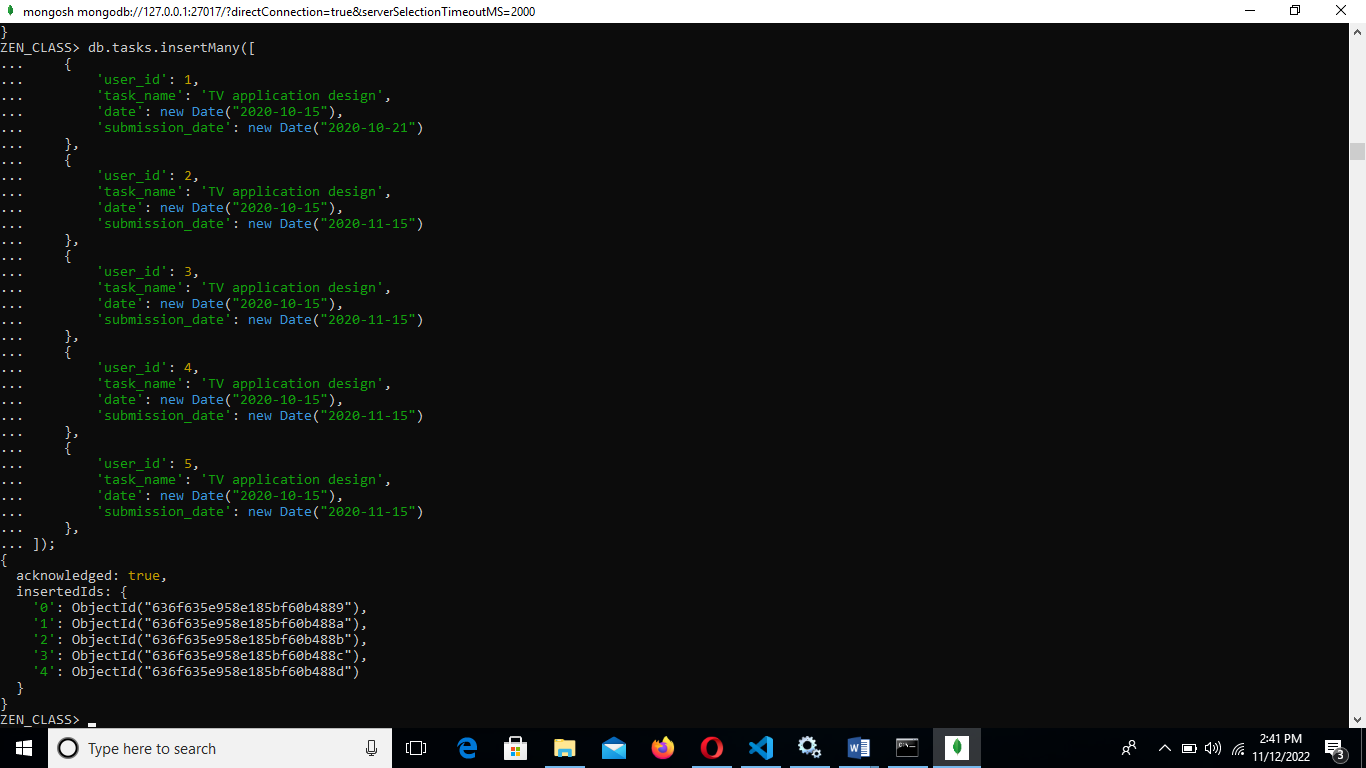 mongosh mongodb://127.0.0.1:27017/?directConnection=true&serverSelectionTimeoutMS=2000
}
ZEN_CLASS> db.tasks.insertMany([
...     {
...         'user_id': 1,
...         'task_name': 'TV application design',
...         'date': new Date("2020-10-15"),
...         'submission_date': new Date("2020-10-21")
...     },
...     {
...         'user_id': 2,
...         'task_name': 'TV application design',
...         'date': new Date("2020-10-15"),
...         'submission_date': new Date("2020-11-15")
...     },
...     {
...         'user_id': 3,
...         'task_name': 'TV application design',
...         'date': new Date("2020-10-15"),
...         'submission_date': new Date("2020-11-15")
...     },
...     {
...         'user_id': 4,
...         'task_name': 'TV application design',
...         'date': new Date("2020-10-15"),
...         'submission_date': new Date("2020-11-15")
...     },
...     {
...         'user_id': 5,
...         'task_name': 'TV application design',
...         'date': new Date("2020-10-15"),
...         'submission_date': new Date("2020-11-15")
...     },
... ]);
{
  acknowledged: true,
  insertedIds: {
    '0': ObjectId("636f635e958e185bf60b4889"),
    '1': ObjectId("636f635e958e185bf60b488a"),
    '2': ObjectId("636f635e958e185bf60b488b"),
    '3': ObjectId("636f635e958e185bf60b488c"),
    '4': ObjectId("636f635e958e185bf60b488d")
  }
}
ZEN_CLASS>
Type here to search
2:41 PM
11/12/2022
3